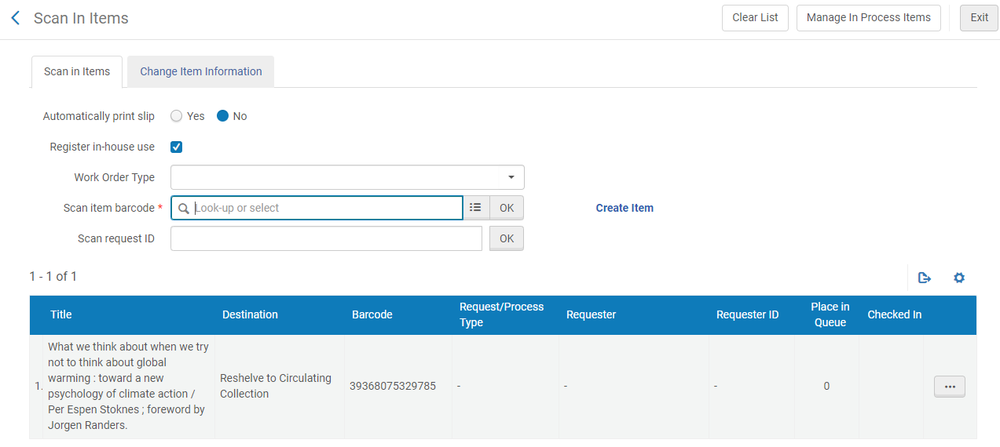 Scan In Items
Clear List
Manage In Process Items
Exit
Scan in Items
Change Item Information
Automatically print slip
Yes
No
Register in-house use
Work Order Type
Scan item barcode *
Look-up or select
OK
Create Item
Scan request ID
OK
1 - 1 of 1
Title
Destination
Barcode
Request/Process
Type
Requester
Requester ID
Place in
Queue
Checked In
1.
What we think about when we try
not to think about global
warming : toward a new
psychology of climate action /
Per Espen Stoknes ; foreword by
Jorgen Randers.
Reshelve to Circulating
Collection
39368075329785
-
-
-
0
...